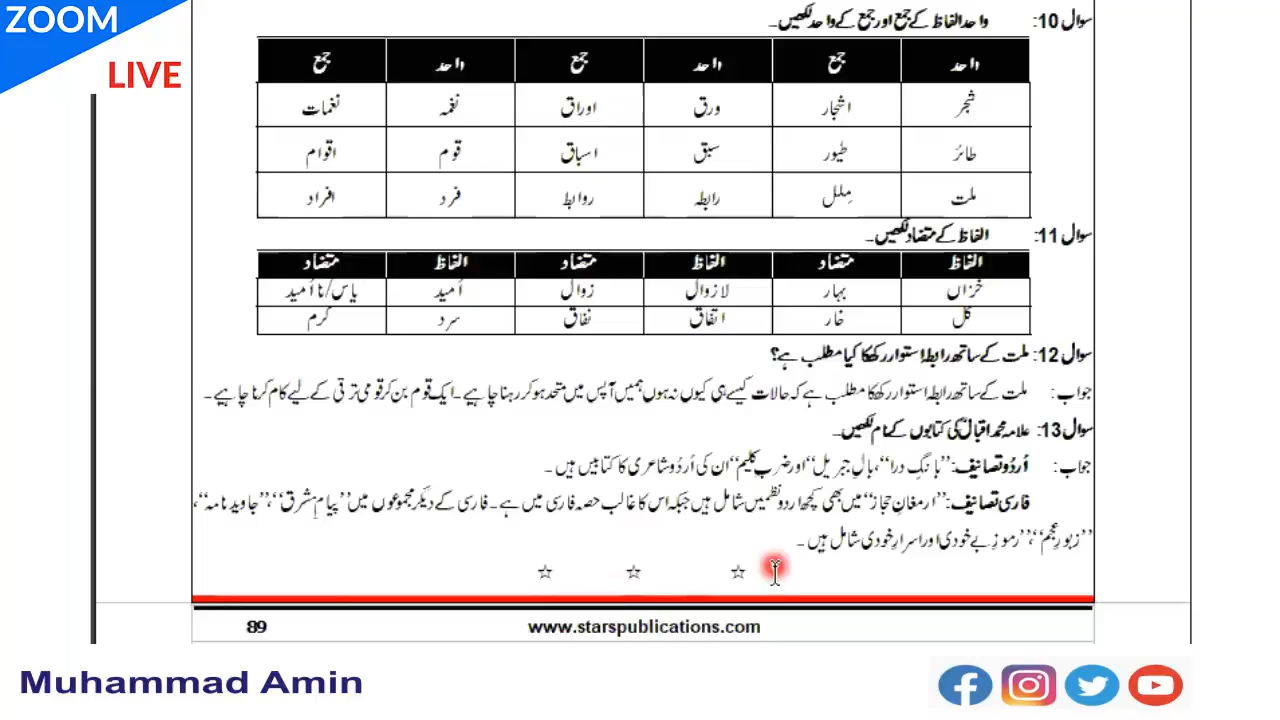 ZOOM
LIVE
سوال 10: واحد الفاظ کے جمع اور جمع کے واحد لکھیں۔
واحد جمع واحد جمع واحد جمع
شجر اشجار ورق اوراق نغمہ نغمات
طائر طیور سبق اسباق قوم اقوام
ملت مِلل رابطہ روابط فرد افراد
سوال 11: الفاظ کے متضاد لکھیں۔
الفاظ متضاد الفاظ متضاد الفاظ متضاد
خزاں بہار لازوال زوال اُمید یاس/نا اُمید
گل خار اتفاق نفاق سرد گرم
سوال 12: ملت کے ساتھ رابطہ استوار رکھ کا کیا مطلب ہے؟
جواب: ملت کے ساتھ رابطہ استوار رکھ کا مطلب ہے کہ حالات کیسے ہی کیوں نہ ہوں ہمیں آپس میں متحد ہو کر رہنا چاہیے۔ ایک قوم بن کر قومی ترقی کے لیے کام کرنا چاہیے۔
سوال 13: علامہ محمد اقبالؒ کی کتابوں کے نام لکھیں۔
جواب: اُردُو تصانیف: "بانگِ درا"، بالِ جبریل" اور ضربِ کلیم" ان کی اُردُو شاعری کا کتابیں ہیں۔
فارسی تصانیف: "ارمغانِ حجاز" میں بھی کچھ اردو نظمیں شامل ہیں جبکہ اس کا غالب حصہ فارسی میں ہے۔ فارسی کے دیگر مجموعوں میں "پیامِ مشرق"، "جاوید نامہ"،
"زبورِ عجم"، "رموزِ بے خودی اور اسرارِ خودی شامل ہیں۔
☆ ☆ ☆
89 www.starspublications.com
Muhammad Amin